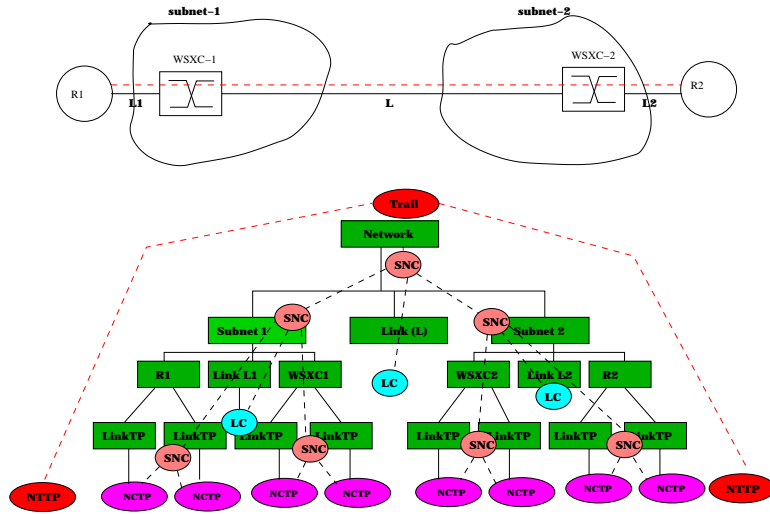 subnet-1
subnet-2
WSXC-1
WSXC-2
R1
R2
L1
L
L2
Trail
Network
SNC
SNC
SNC
Subnet 1
Link (L)
Subnet 2
R1
Link L1
WSXC1
LC
WSXC2
Link L2
R2
LC
LC
LinkTP
LinkTP
LinkTP
LinkTP
LinkTP
LinkTP
LinkTP
LinkTP
SNC
SNC
SNC
SNC
NTTP
NCTP
NCTP
NCTP
NCTP
NCTP
NCTP
NCTP
NCTP
NTTP